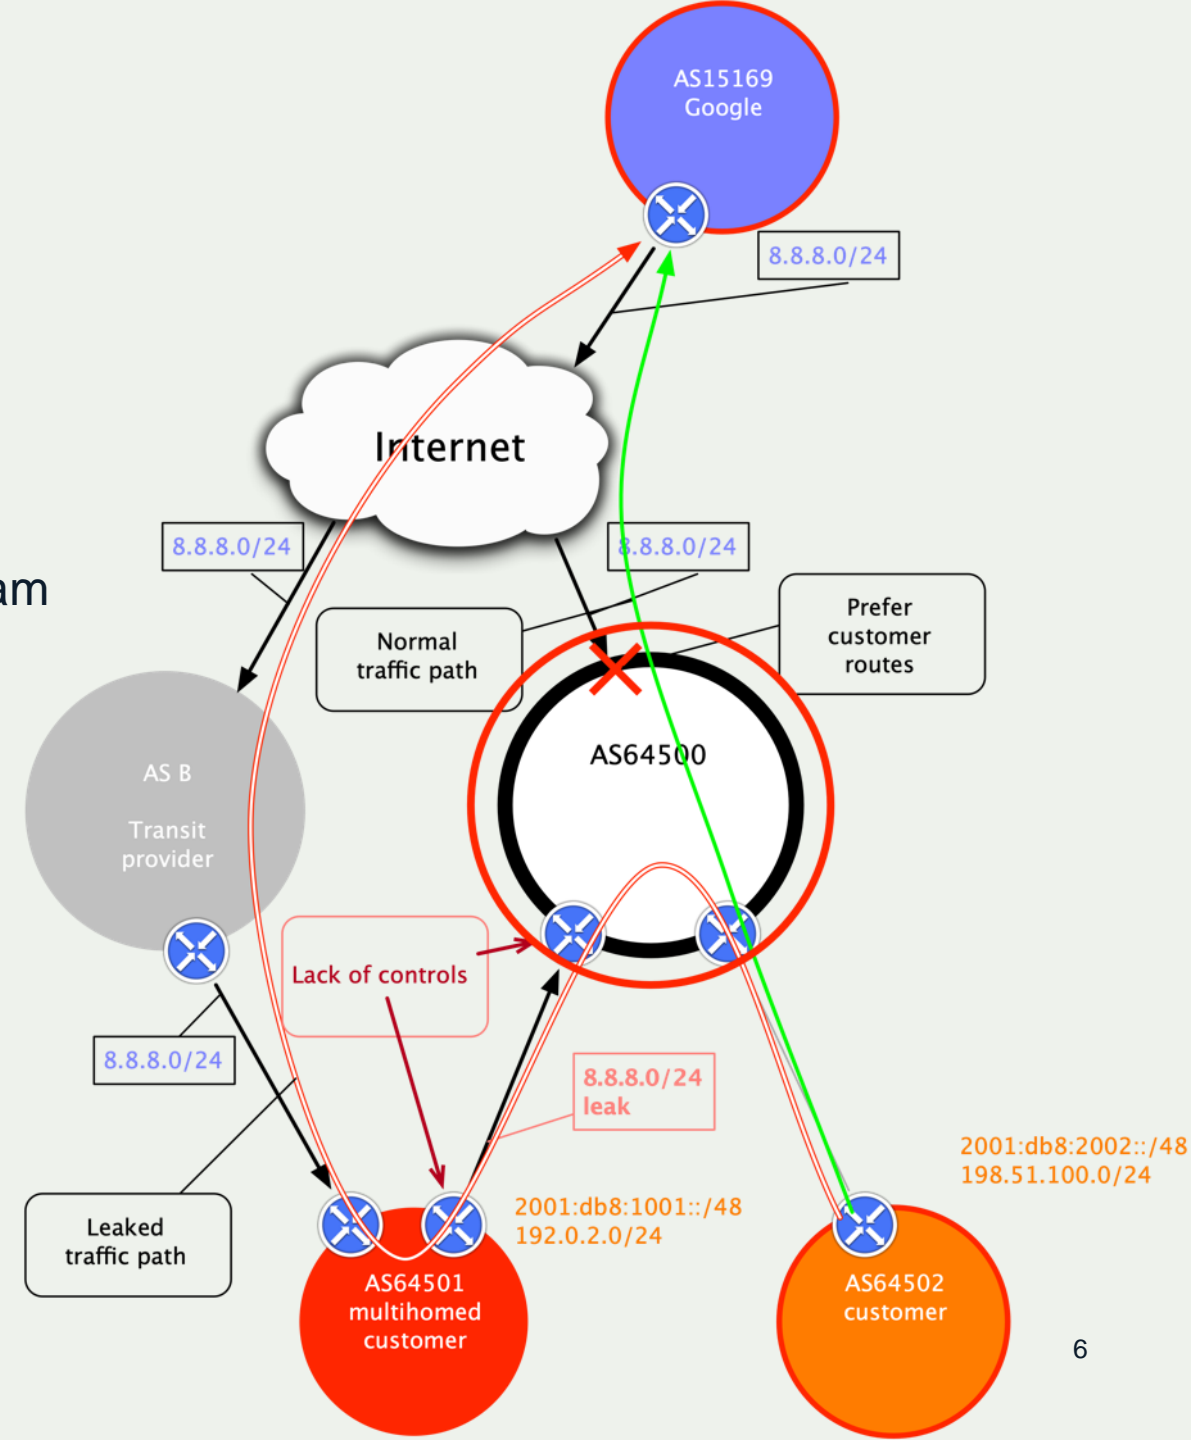 AS15169
Google
8.8.8.0/24
Internet
8.8.8.0/24
8.8.8.0/24
am
Normal
traffic path
Prefer
customer
routes
AS64500
AS B
Transit
provider
Lack of controls
8.8.8.0/24
8.8.8.0/24
leak
2001:db8:2002::/48
198.51.100.0/24
2001:db8:1001::/48
192.0.2.0/24
Leaked
traffic path
AS64501
multihomed
customer
AS64502
customer
6